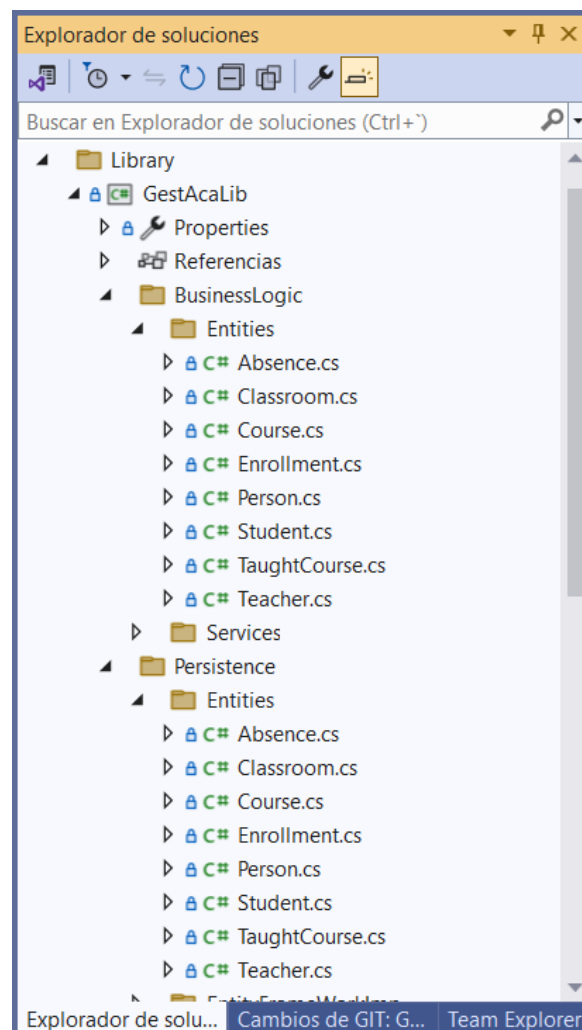 Explorador de soluciones
Buscar en Explorador de soluciones (Ctrl+`)
Library
C# GestAcaLib
Properties
Referencias
BusinessLogic
Entities
C# Absence.cs
C# Classroom.cs
C# Course.cs
C# Enrollment.cs
C# Person.cs
C# Student.cs
C# TaughtCourse.cs
C# Teacher.cs
Services
Persistence
Entities
C# Absence.cs
C# Classroom.cs
C# Course.cs
C# Enrollment.cs
C# Person.cs
C# Student.cs
C# TaughtCourse.cs
C# Teacher.cs
EntityFrameWorkImp
Explorador de solu... Cambios de GIT: G... Team Explorer